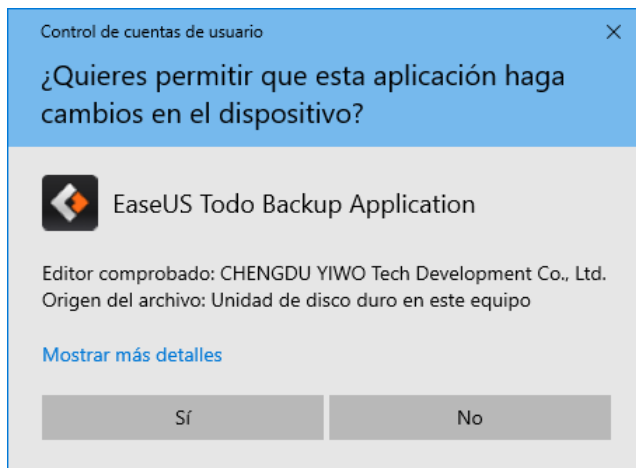 Control de cuentas de usuario
¿Quieres permitir que esta aplicación haga
cambios en el dispositivo?
EaseUS Todo Backup Application
Editor comprobado: CHENGDU YIWO Tech Development Co., Ltd.
Origen del archivo: Unidad de disco duro en este equipo
Mostrar más detalles
Sí
No